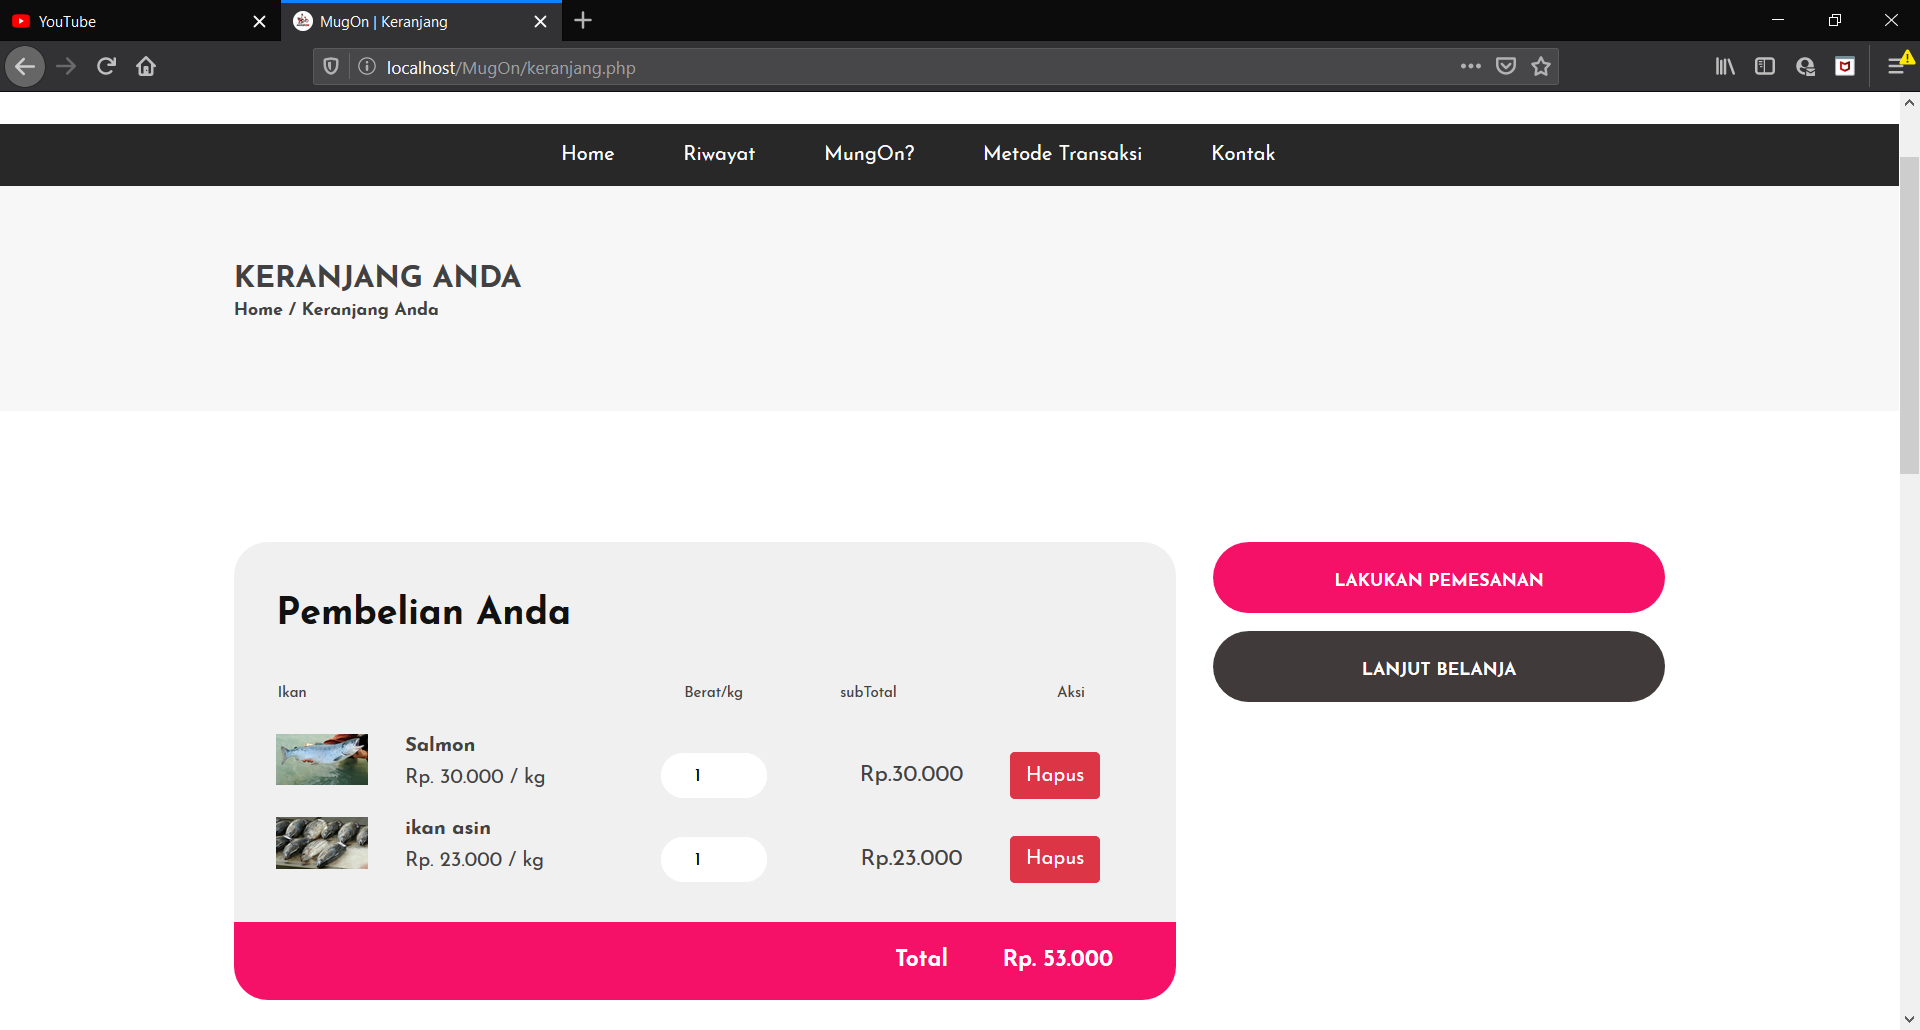 YouTube
MugOn | Keranjang
localhost/MugOn/keranjang.php
Home Riwayat MungOn? Metode Transaksi Kontak
KERANJANG ANDA
Home / Keranjang Anda
Pembelian Anda
Ikan Berat/kg subTotal Aksi
Salmon
Rp. 30.000 / kg
1 Rp.30.000 Hapus
ikan asin
Rp. 23.000 / kg
1 Rp.23.000 Hapus
Total Rp. 53.000
LAKUKAN PEMESANAN
LANJUT BELANJA